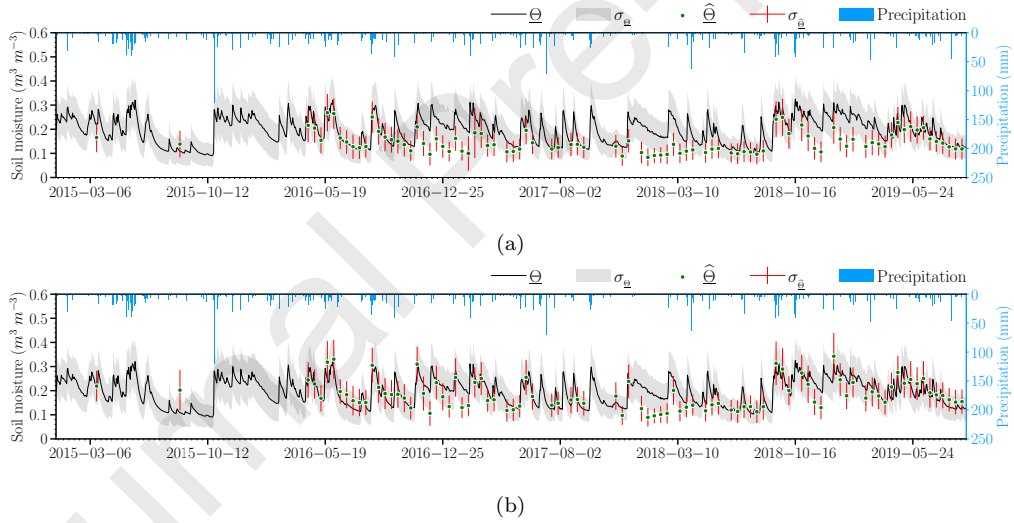 Θ σ_Θ Θ̂ σ_Θ̂ Precipitation
0.6 0
0.5 50
0.4 100
0.3 150
0.2 200
0.1
0 250
Soil moisture (m³ m⁻³)
Precipitation (mm)
2015−03−06 2015−10−12 2016−05−19 2016−12−25 2017−08−02 2018−03−10 2018−10−16 2019−05−24
(a)
Θ σ_Θ Θ̂ σ_Θ̂ Precipitation
0.6 0
0.5 50
0.4 100
0.3 150
0.2 200
0.1
0 250
Soil moisture (m³ m⁻³)
Precipitation (mm)
2015−03−06 2015−10−12 2016−05−19 2016−12−25 2017−08−02 2018−03−10 2018−10−16 2019−05−24
(b)